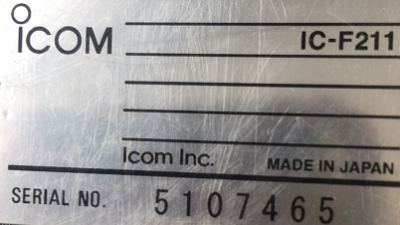 ICOM IC-F211
Icom Inc. MADE IN JAPAN
SERIAL NO. 5107465